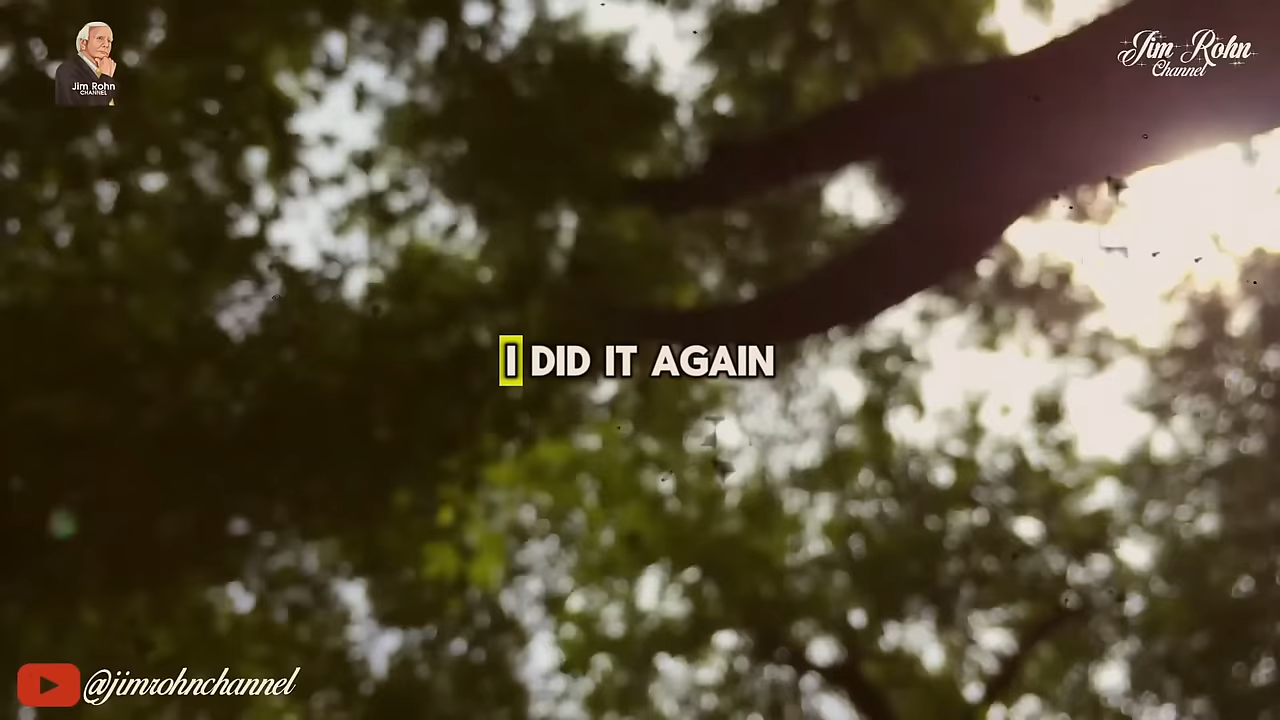 Jim Rohn
CHANNEL
Jim Rohn
Channel
I DID IT AGAIN
@jimrohnchannel